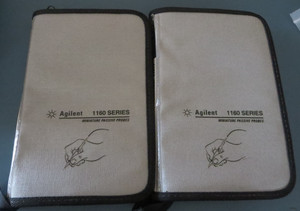 Agilent 1160 SERIES
MINIATURE PASSIVE PROBES
Agilent 1160 SERIES
MINIATURE PASSIVE PROBES